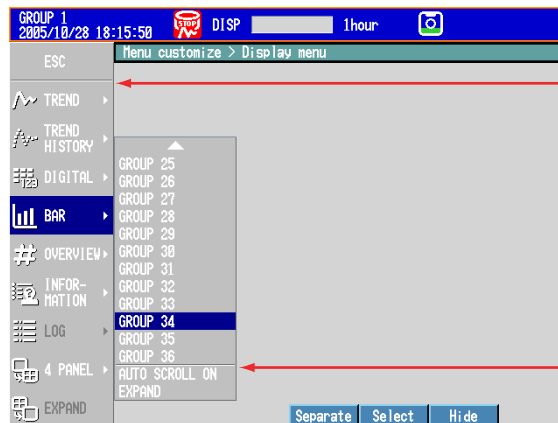 GROUP 1
2005/10/28 18:15:50 STOP DISP 1hour
Menu customize > Display menu
ESC
TREND
TREND
HISTORY
DIGITAL
BAR
OVERVIEW
INFOR-
MATION
LOG
4 PANEL
EXPAND
GROUP 25
GROUP 26
GROUP 27
GROUP 28
GROUP 29
GROUP 30
GROUP 31
GROUP 32
GROUP 33
GROUP 34
GROUP 35
GROUP 36
AUTO SCROLL ON
EXPAND
Separate Select Hide